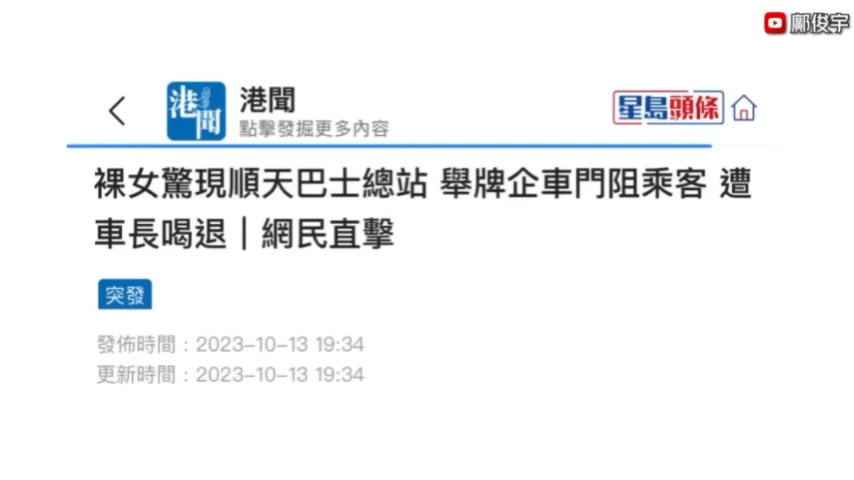 鄺俊宇
港聞
港聞
點擊發掘更多內容
星島頭條
裸女驚現順天巴士總站 舉牌企車門阻乘客 遭
車長喝退｜網民直擊
突發
發佈時間：2023-10-13 19:34
更新時間：2023-10-13 19:34